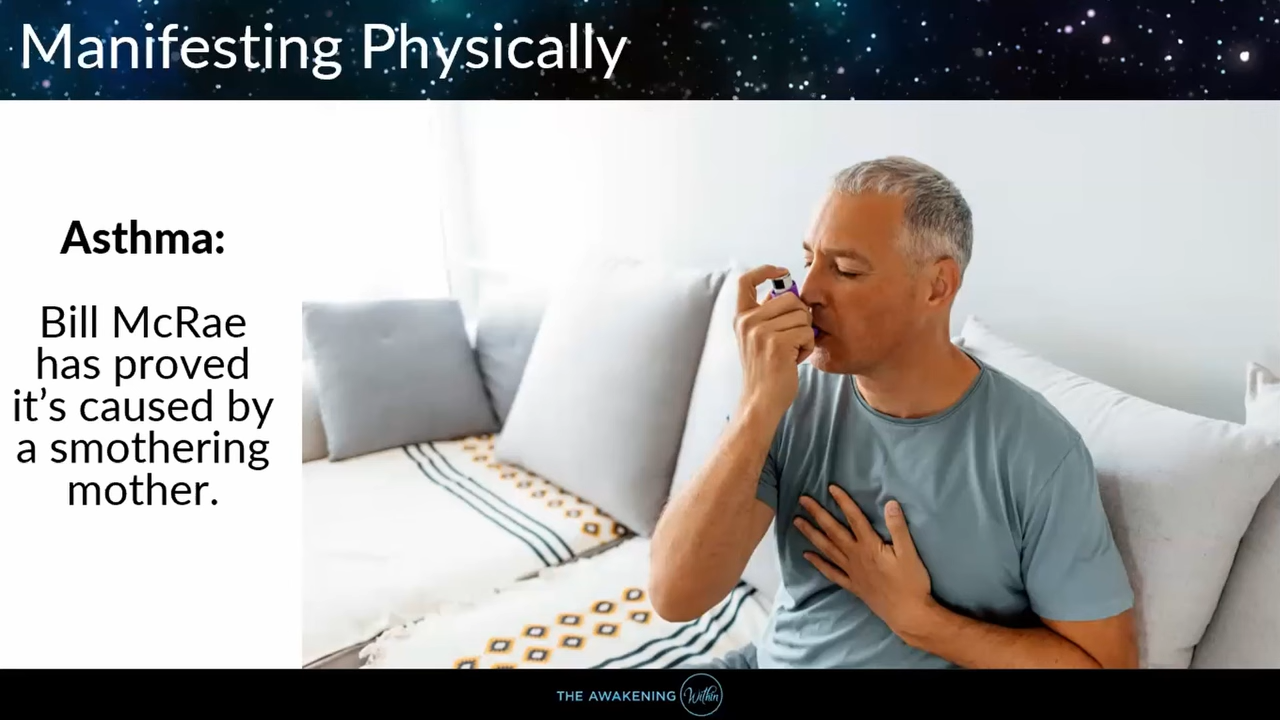 Manifesting Physically
Asthma:
Bill McRae
has proved
it’s caused by
a smothering
mother.
THE AWAKENING Within